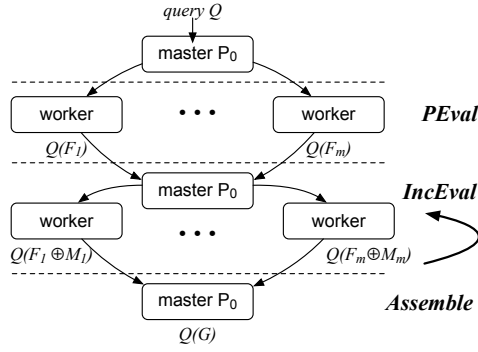 query Q
master P₀
worker
• • •
worker
PEval
Q(F₁)
Q(Fₘ)
master P₀
IncEval
worker
• • •
worker
Q(F₁ ⊕M₁)
Q(Fₘ⊕Mₘ)
Assemble
master P₀
Q(G)